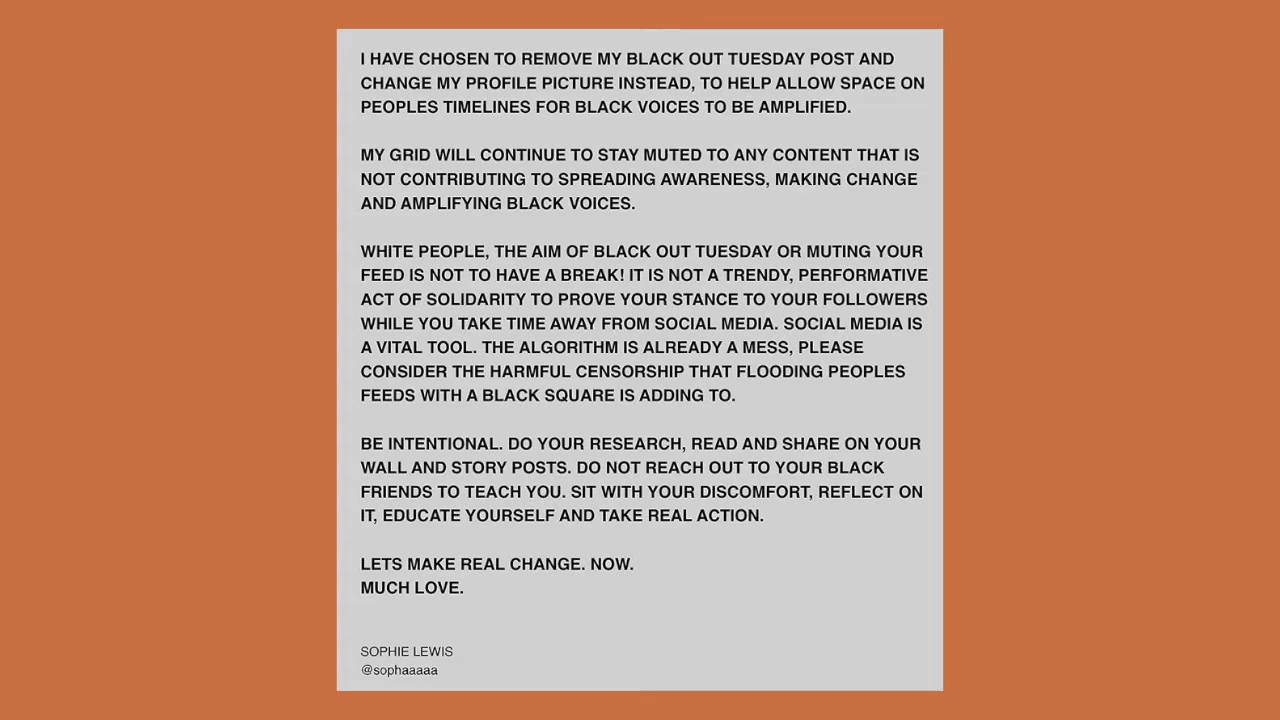 I HAVE CHOSEN TO REMOVE MY BLACK OUT TUESDAY POST AND
CHANGE MY PROFILE PICTURE INSTEAD, TO HELP ALLOW SPACE ON
PEOPLES TIMELINES FOR BLACK VOICES TO BE AMPLIFIED.
MY GRID WILL CONTINUE TO STAY MUTED TO ANY CONTENT THAT IS
NOT CONTRIBUTING TO SPREADING AWARENESS, MAKING CHANGE
AND AMPLIFYING BLACK VOICES.
WHITE PEOPLE, THE AIM OF BLACK OUT TUESDAY OR MUTING YOUR
FEED IS NOT TO HAVE A BREAK! IT IS NOT A TRENDY, PERFORMATIVE
ACT OF SOLIDARITY TO PROVE YOUR STANCE TO YOUR FOLLOWERS
WHILE YOU TAKE TIME AWAY FROM SOCIAL MEDIA. SOCIAL MEDIA IS
A VITAL TOOL. THE ALGORITHM IS ALREADY A MESS, PLEASE
CONSIDER THE HARMFUL CENSORSHIP THAT FLOODING PEOPLES
FEEDS WITH A BLACK SQUARE IS ADDING TO.
BE INTENTIONAL. DO YOUR RESEARCH, READ AND SHARE ON YOUR
WALL AND STORY POSTS. DO NOT REACH OUT TO YOUR BLACK
FRIENDS TO TEACH YOU. SIT WITH YOUR DISCOMFORT, REFLECT ON
IT, EDUCATE YOURSELF AND TAKE REAL ACTION.
LETS MAKE REAL CHANGE. NOW.
MUCH LOVE.
SOPHIE LEWIS
@sophaaaaa